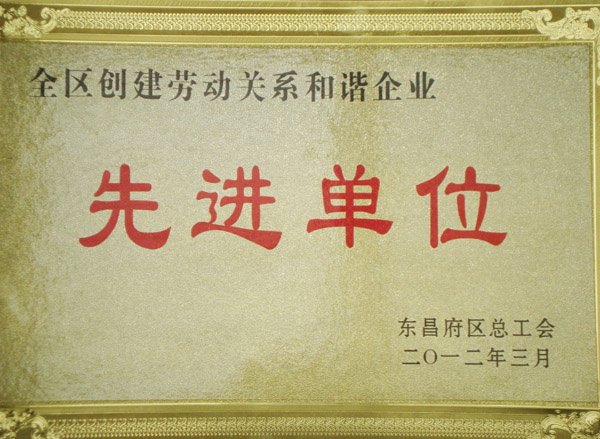 全区创建劳动关系和谐企业
先进单位
东昌府区总工会
二〇一二年三月